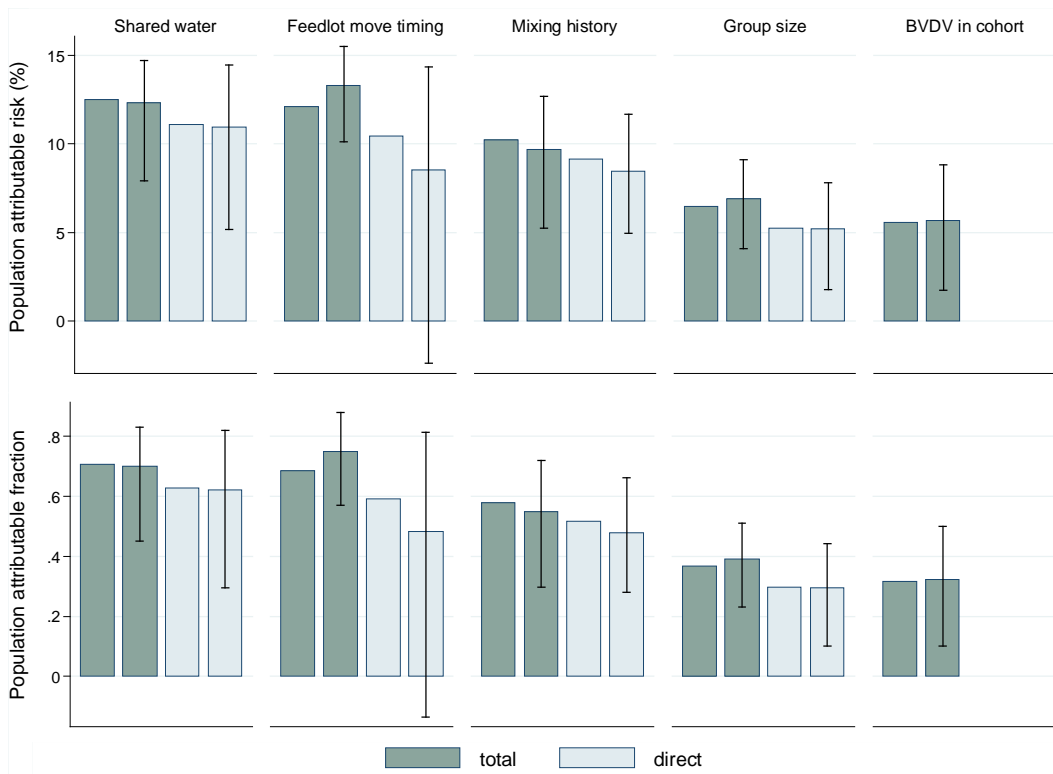 Shared water
Feedlot move timing
Mixing history
Group size
BVDV in cohort
Population attributable risk (%)
15
10
5
0
Population attributable fraction
.8
.6
.4
.2
0
total
direct